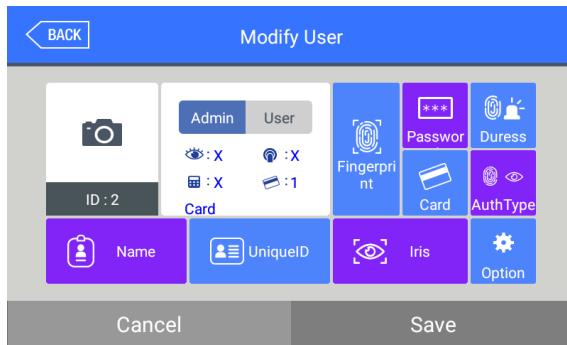 BACK
Modify User
Admin User
: X : X
: X : 1
Card
ID : 2
Fingerpri
nt
***
Passwor
Duress
Card
AuthType
Name
UniqueID
Iris
Option
Cancel
Save